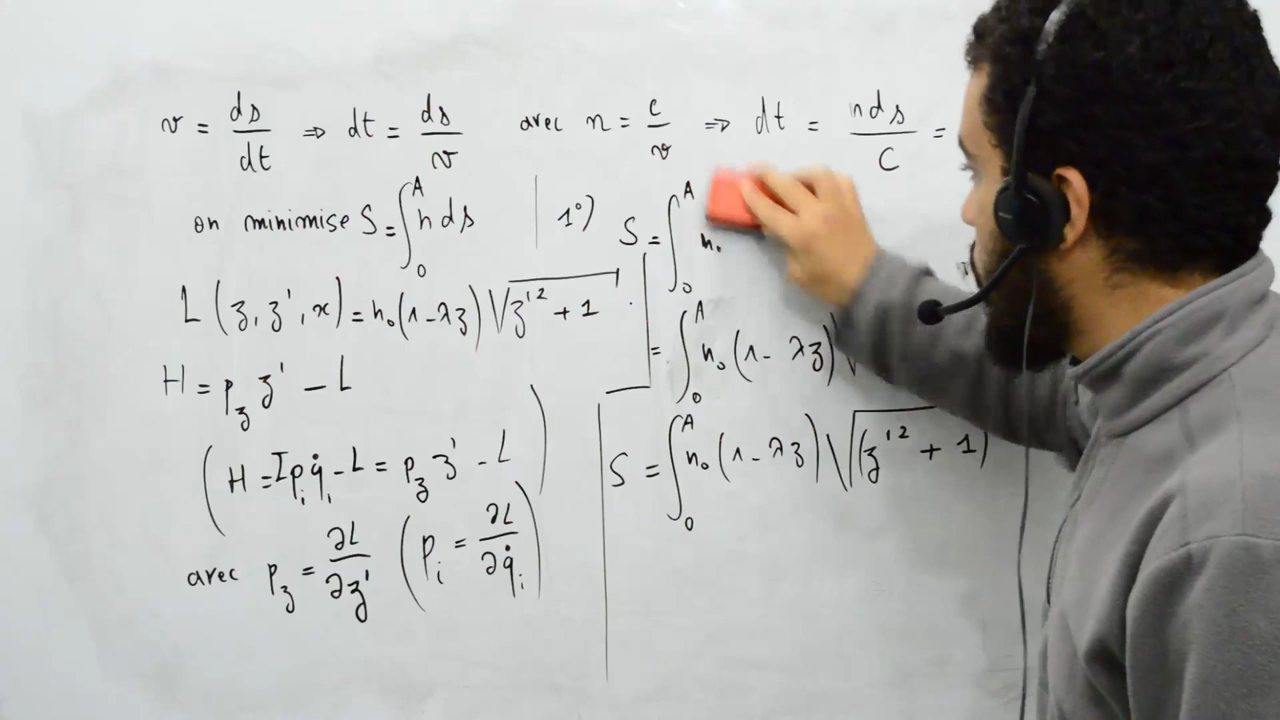 v = ds/dt ⇒ dt = ds/v avec n = c/v ⇒ dt = n ds/C =
on minimise S = ∫₀ᴬ n ds
1°) S = ∫₀ᴬ n₀
L(z, z', x) = n₀(1-λz)√(z'² + 1)
= ∫₀ᴬ n₀(1- λz)√
H = p_z z' - L
S = ∫₀ᴬ n₀(1-λz)√((z'² + 1)
(H = Σ pᵢ q̇ᵢ - L = p_z z' - L)
avec p_z = ∂L/∂z' (pᵢ = ∂L/∂q̇ᵢ)